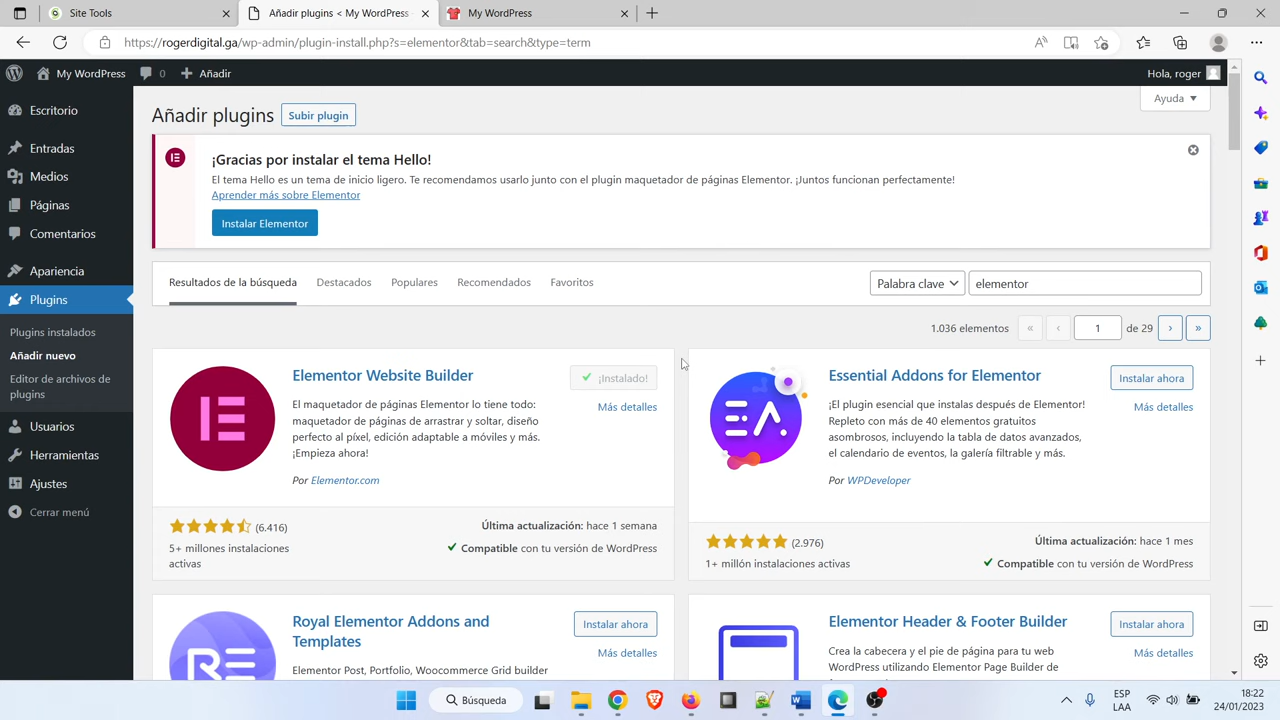 Site Tools
Añadir plugins < My WordPress
My WordPress
https://rogerdigital.ga/wp-admin/plugin-install.php?s=elementor&tab=search&type=term
My WordPress
0
Añadir
Hola, roger
Escritorio
Entradas
Medios
Páginas
Comentarios
Apariencia
Plugins
Plugins instalados
Añadir nuevo
Editor de archivos de
plugins
Usuarios
Herramientas
Ajustes
Cerrar menú
Ayuda
Añadir plugins
Subir plugin
¡Gracias por instalar el tema Hello!
El tema Hello es un tema de inicio ligero. Te recomendamos usarlo junto con el plugin maquetador de páginas Elementor. ¡Juntos funcionan perfectamente!
Aprender más sobre Elementor
Instalar Elementor
Resultados de la búsqueda
Destacados
Populares
Recomendados
Favoritos
Palabra clave
elementor
1.036 elementos
«
‹
1
de 29
›
»
Elementor Website Builder
¡Instalado!
Más detalles
El maquetador de páginas Elementor lo tiene todo:
maquetador de páginas de arrastrar y soltar, diseño
perfecto al píxel, edición adaptable a móviles y más.
¡Empieza ahora!
Por Elementor.com
(6.416)
5+ millones instalaciones
activas
Última actualización: hace 1 semana
Compatible con tu versión de WordPress
Essential Addons for Elementor
Instalar ahora
Más detalles
¡El plugin esencial que instalas después de Elementor!
Repleto con más de 40 elementos gratuitos
asombrosos, incluyendo la tabla de datos avanzados,
el calendario de eventos, la galería filtrable y más.
Por WPDeveloper
(2.976)
1+ millón instalaciones activas
Última actualización: hace 1 mes
Compatible con tu versión de WordPress
Royal Elementor Addons and
Templates
Instalar ahora
Más detalles
Elementor Post, Portfolio, Woocommerce Grid builder
Elementor Header & Footer Builder
Instalar ahora
Más detalles
Crea la cabecera y el pie de página para tu web
WordPress utilizando Elementor Page Builder de
Búsqueda
ESP
LAA
18:22
24/01/2023